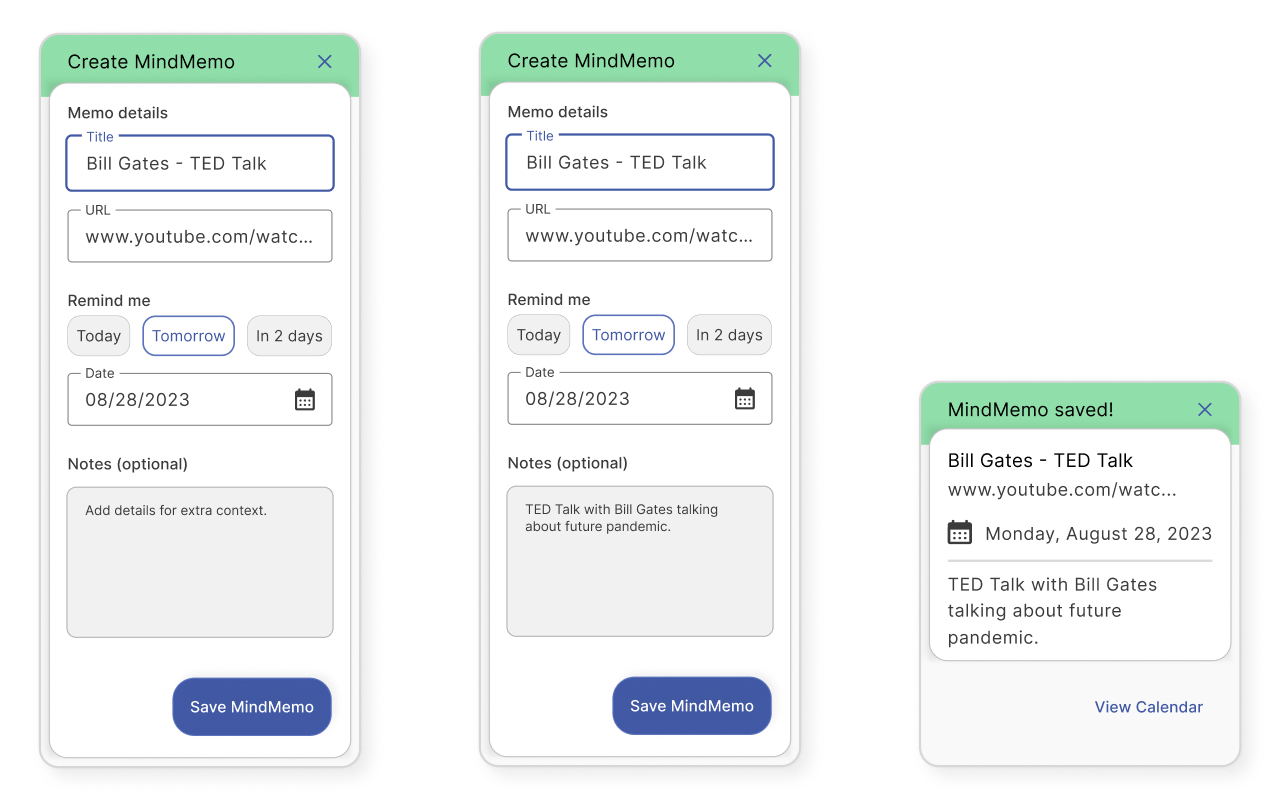 Create MindMemo
Memo details
Title
Bill Gates - TED Talk
URL
www.youtube.com/watc...
Remind me
Today Tomorrow In 2 days
Date
08/28/2023
Notes (optional)
Add details for extra context.
Save MindMemo
Create MindMemo
Memo details
Title
Bill Gates - TED Talk
URL
www.youtube.com/watc...
Remind me
Today Tomorrow In 2 days
Date
08/28/2023
Notes (optional)
TED Talk with Bill Gates talking
about future pandemic.
Save MindMemo
MindMemo saved!
Bill Gates - TED Talk
www.youtube.com/watc...
Monday, August 28, 2023
TED Talk with Bill Gates
talking about future
pandemic.
View Calendar